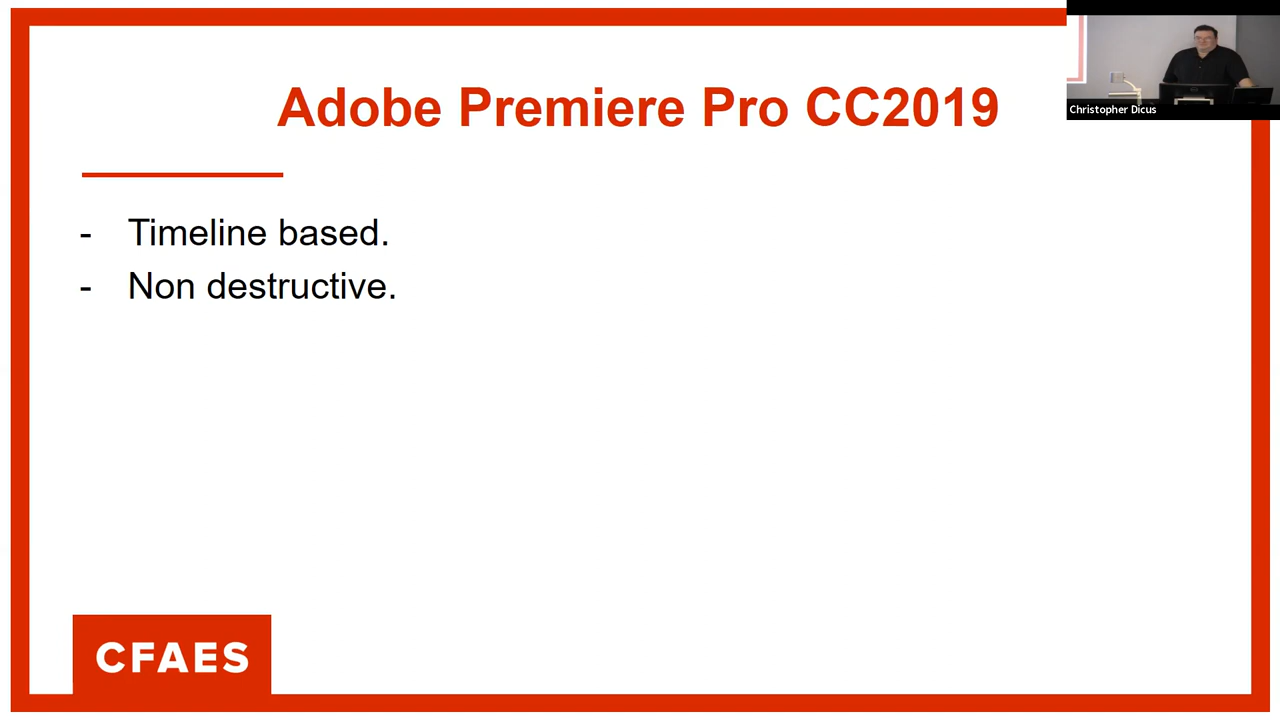 Adobe Premiere Pro CC2019
Christopher Dicus
- Timeline based.
- Non destructive.
CFAES